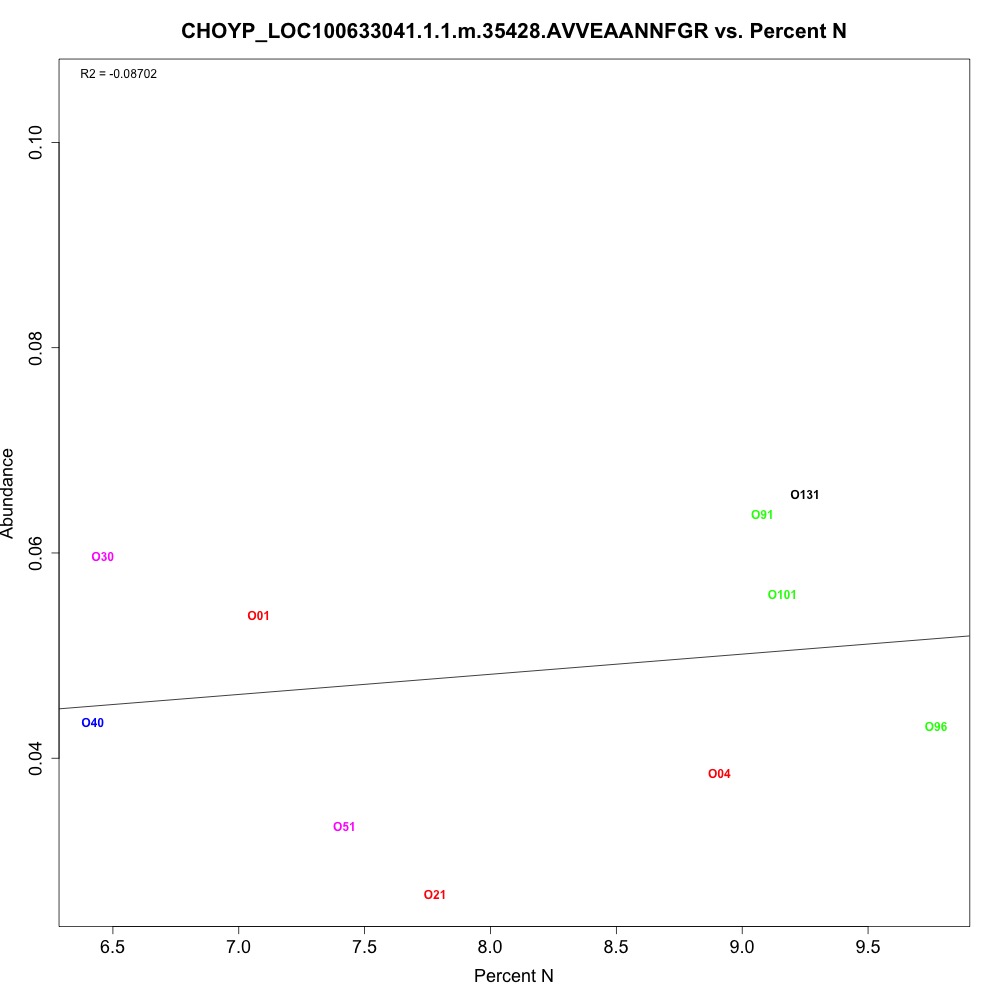 CHOYP_LOC100633041.1.1.m.35428.AVVEAANNFGR vs. Percent N
R2 = -0.08702
0.10
0.08
0.06
0.04
Abundance
O131
O91
O30
O101
O01
O40
O96
O04
O51
O21
6.5 7.0 7.5 8.0 8.5 9.0 9.5
Percent N